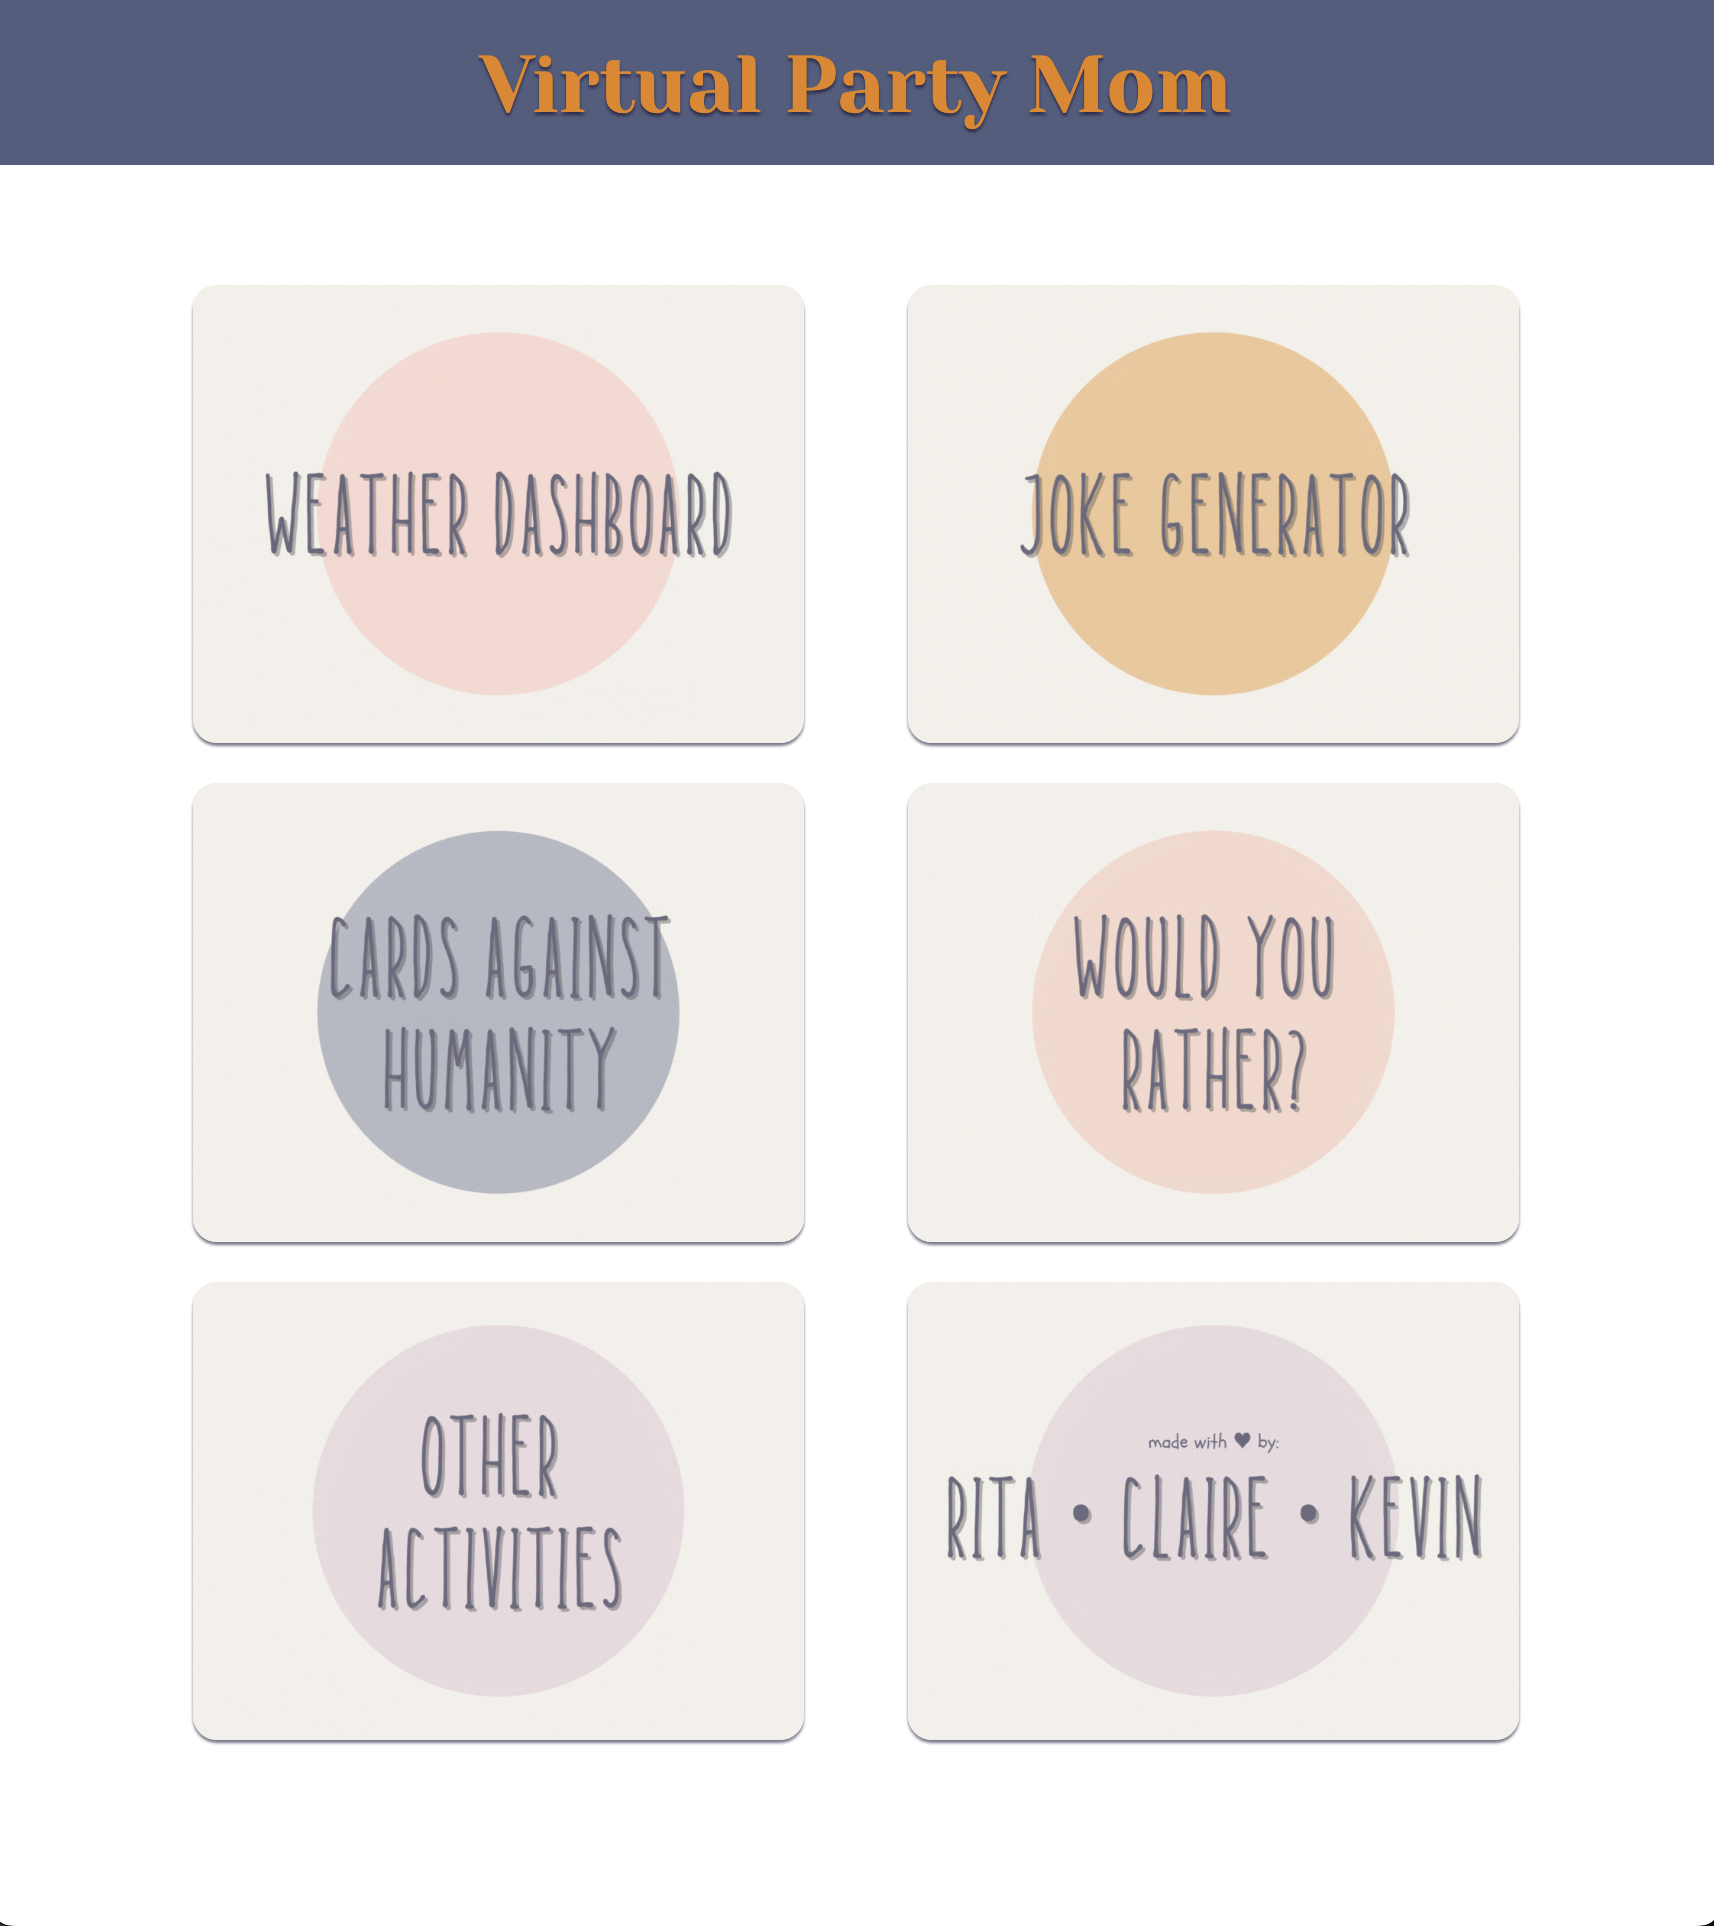 Virtual Party Mom
WEATHER DASHBOARD
JOKE GENERATOR
CARDS AGAINST
HUMANITY
WOULD YOU
RATHER?
OTHER
ACTIVITIES
made with ♥ by:
RITA • CLAIRE • KEVIN